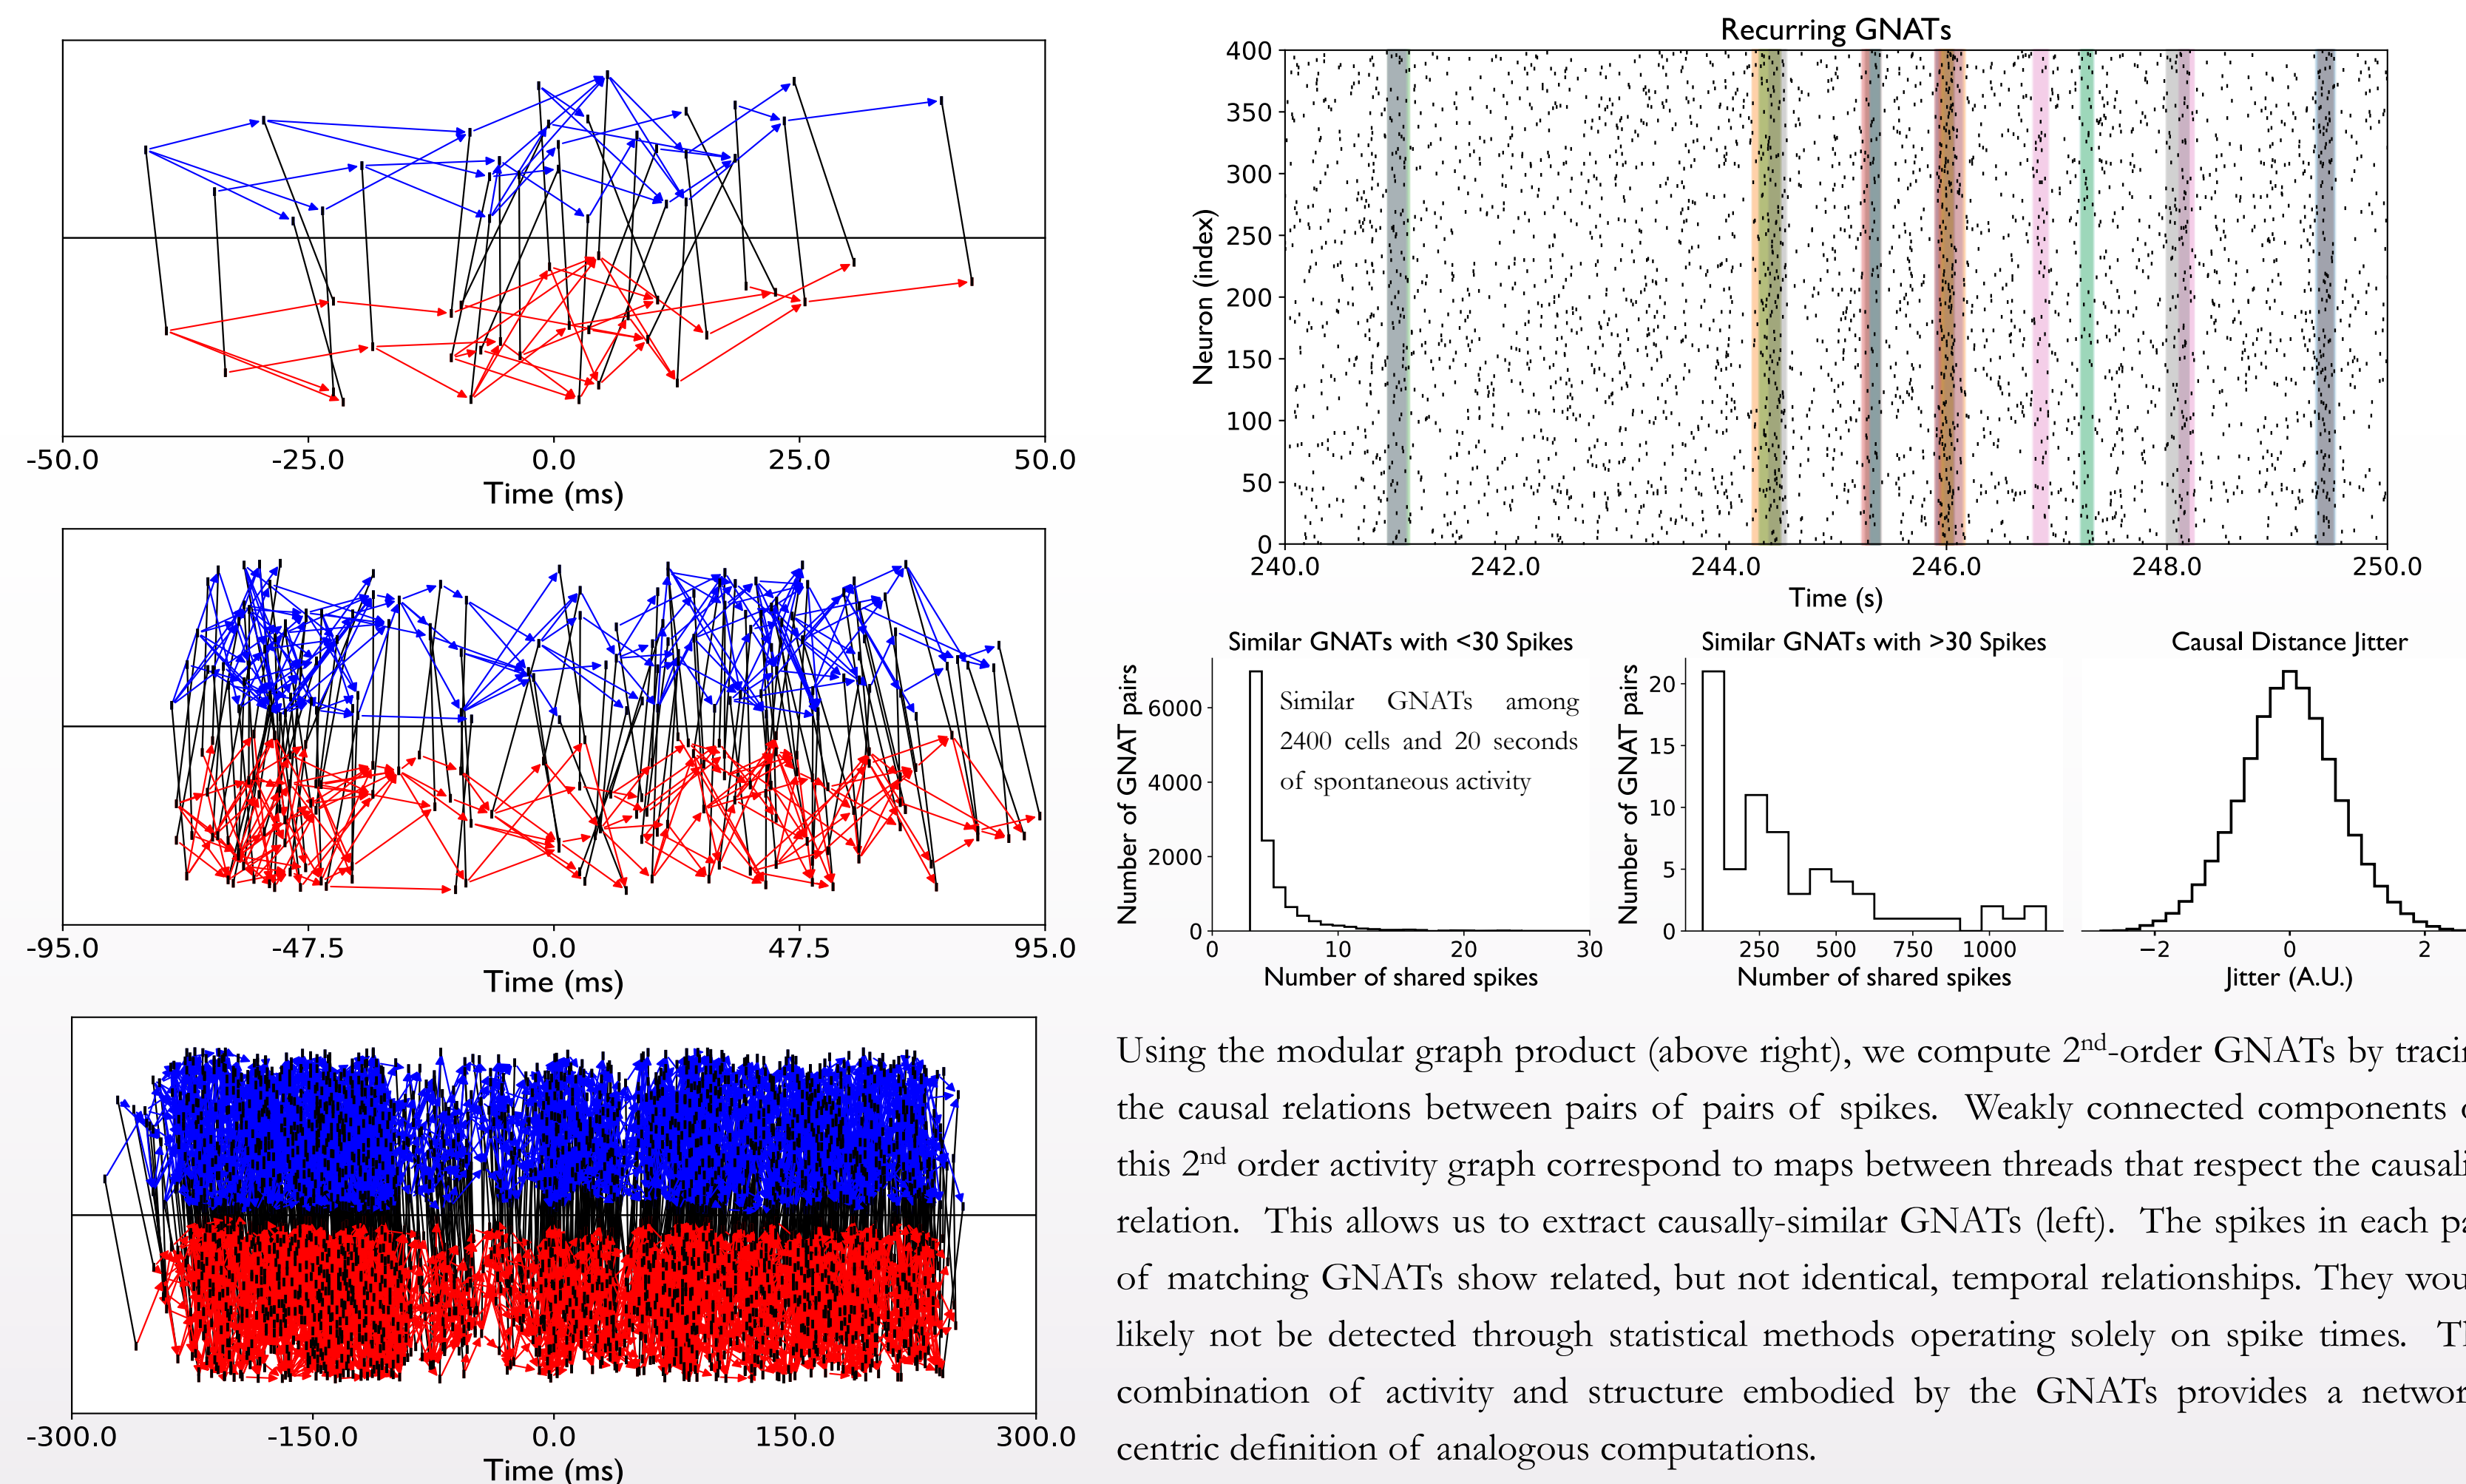 -50.0 -25.0 0.0 25.0 50.0
Time (ms)
-95.0 -47.5 0.0 47.5 95.0
Time (ms)
-300.0 -150.0 0.0 150.0 300.0
Time (ms)
Recurring GNATs
Neuron (index)
400
350
300
250
200
150
100
50
0
240.0 242.0 244.0 246.0 248.0 250.0
Time (s)
Similar GNATs with <30 Spikes
Number of GNAT pairs
6000
4000
2000
0
Similar GNATs among
2400 cells and 20 seconds
of spontaneous activity
0 10 20 30
Number of shared spikes
Similar GNATs with >30 Spikes
Number of GNAT pairs
20
15
10
5
0
250 500 750 1000
Number of shared spikes
Causal Distance Jitter
−2 0 2
Jitter (A.U.)
Using the modular graph product (above right), we compute 2nd-order GNATs by
the causal relations between pairs of pairs of spikes. Weakly connected components
this 2nd order activity graph correspond to maps between threads that respect the
relation. This allows us to extract causally-similar GNATs (left). The spikes in each
of matching GNATs show related, but not identical, temporal relationships. They
likely not be detected through statistical methods operating solely on spike times.
combination of activity and structure embodied by the GNATs provides a
centric definition of analogous computations.